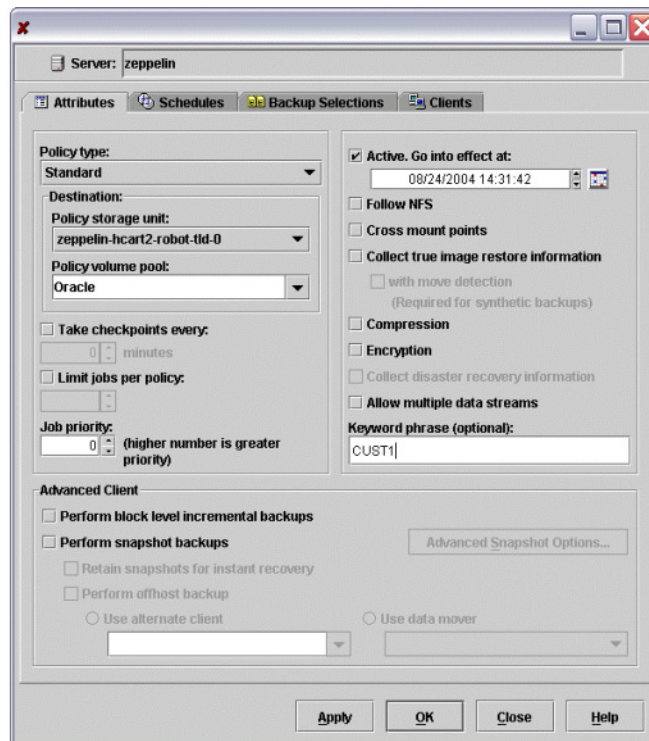 Server: zeppelin
Attributes
Schedules
Backup Selections
Clients
Policy type:
Standard
Destination:
Policy storage unit:
zeppelin-hcart2-robot-tld-0
Policy volume pool:
Oracle
Take checkpoints every:
0 minutes
Limit jobs per policy:
Job priority:
0 (higher number is greater
priority)
Active. Go into effect at:
08/24/2004 14:31:42
Follow NFS
Cross mount points
Collect true image restore information
with move detection
(Required for synthetic backups)
Compression
Encryption
Collect disaster recovery information
Allow multiple data streams
Keyword phrase (optional):
CUST1
Advanced Client
Perform block level incremental backups
Perform snapshot backups
Advanced Snapshot Options...
Retain snapshots for instant recovery
Perform offhost backup
Use alternate client
Use data mover
Apply
OK
Close
Help